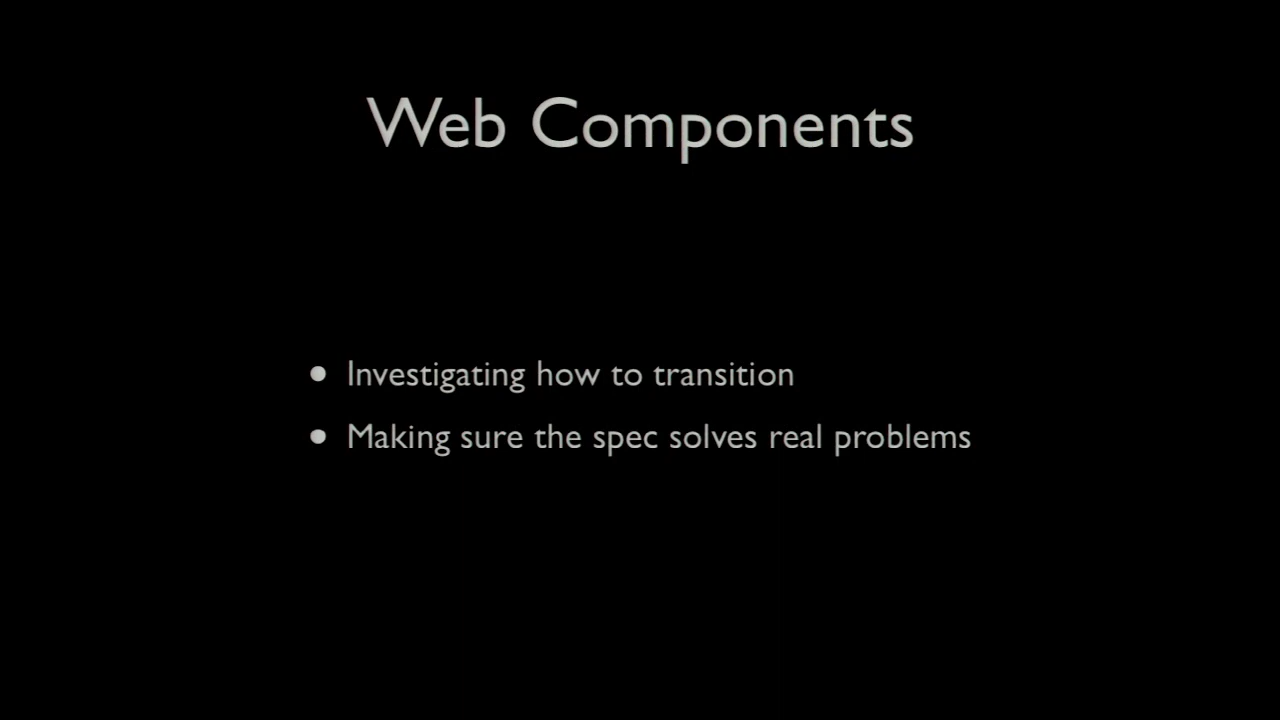 Web Components
• Investigating how to transition
• Making sure the spec solves real problems